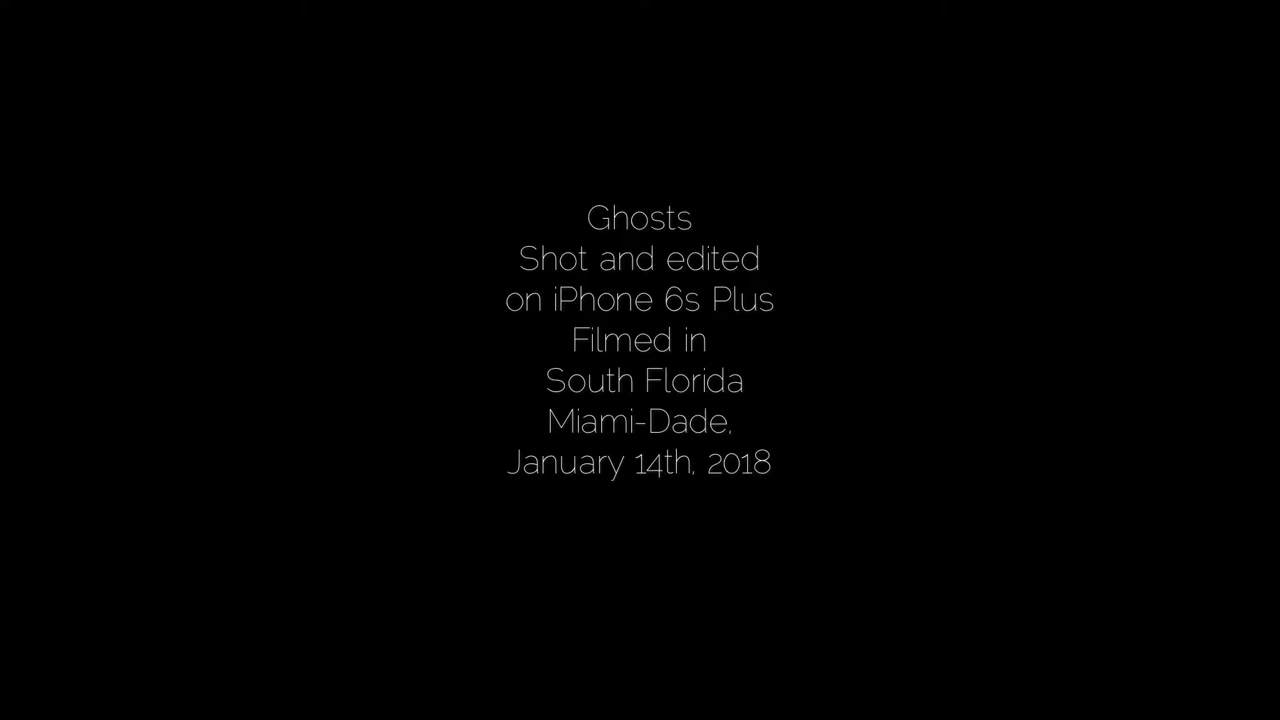 Ghosts
Shot and edited
on iPhone 6s Plus
Filmed in
South Florida
Miami-Dade,
January 14th, 2018